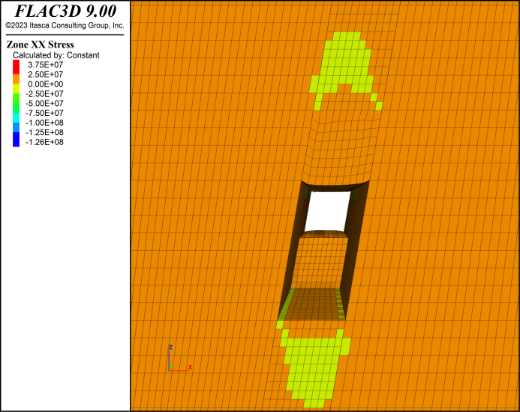 FLAC3D 9.00
©2023 Itasca Consulting Group, Inc.
Zone XX Stress
Calculated by: Constant
3.75E+07
2.50E+07
0.00E+00
-2.50E+07
-5.00E+07
-7.50E+07
-1.00E+08
-1.25E+08
-1.26E+08
Z
X